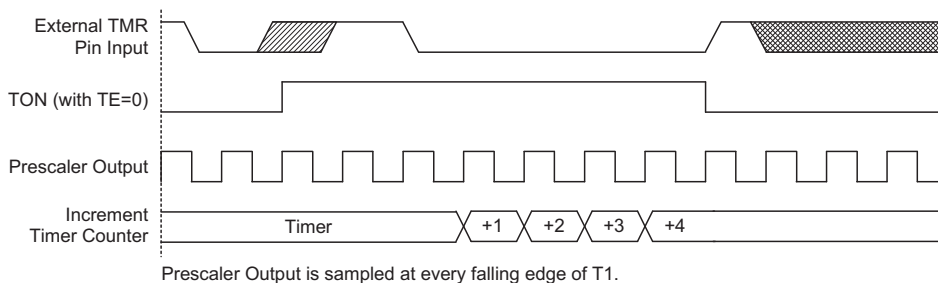 External TMR
Pin Input
TON (with TE=0)
Prescaler Output
Increment
Timer Counter
Timer
+1
+2
+3
+4
Prescaler Output is sampled at every falling edge of T1.